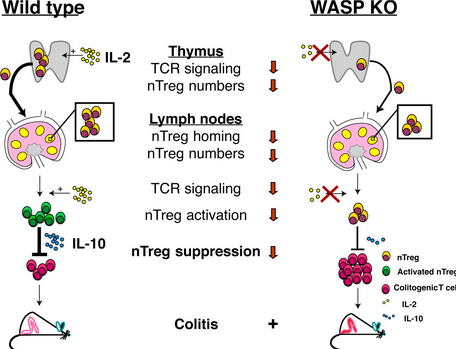 Wild type
WASP KO
+
IL-2
Thymus
TCR signaling
nTreg numbers
Lymph nodes
nTreg homing
nTreg numbers
TCR signaling
+
nTreg activation
IL-10
nTreg suppression
nTreg
Activated nTreg
Colitogenic T cel
IL-2
IL-10
Colitis
+